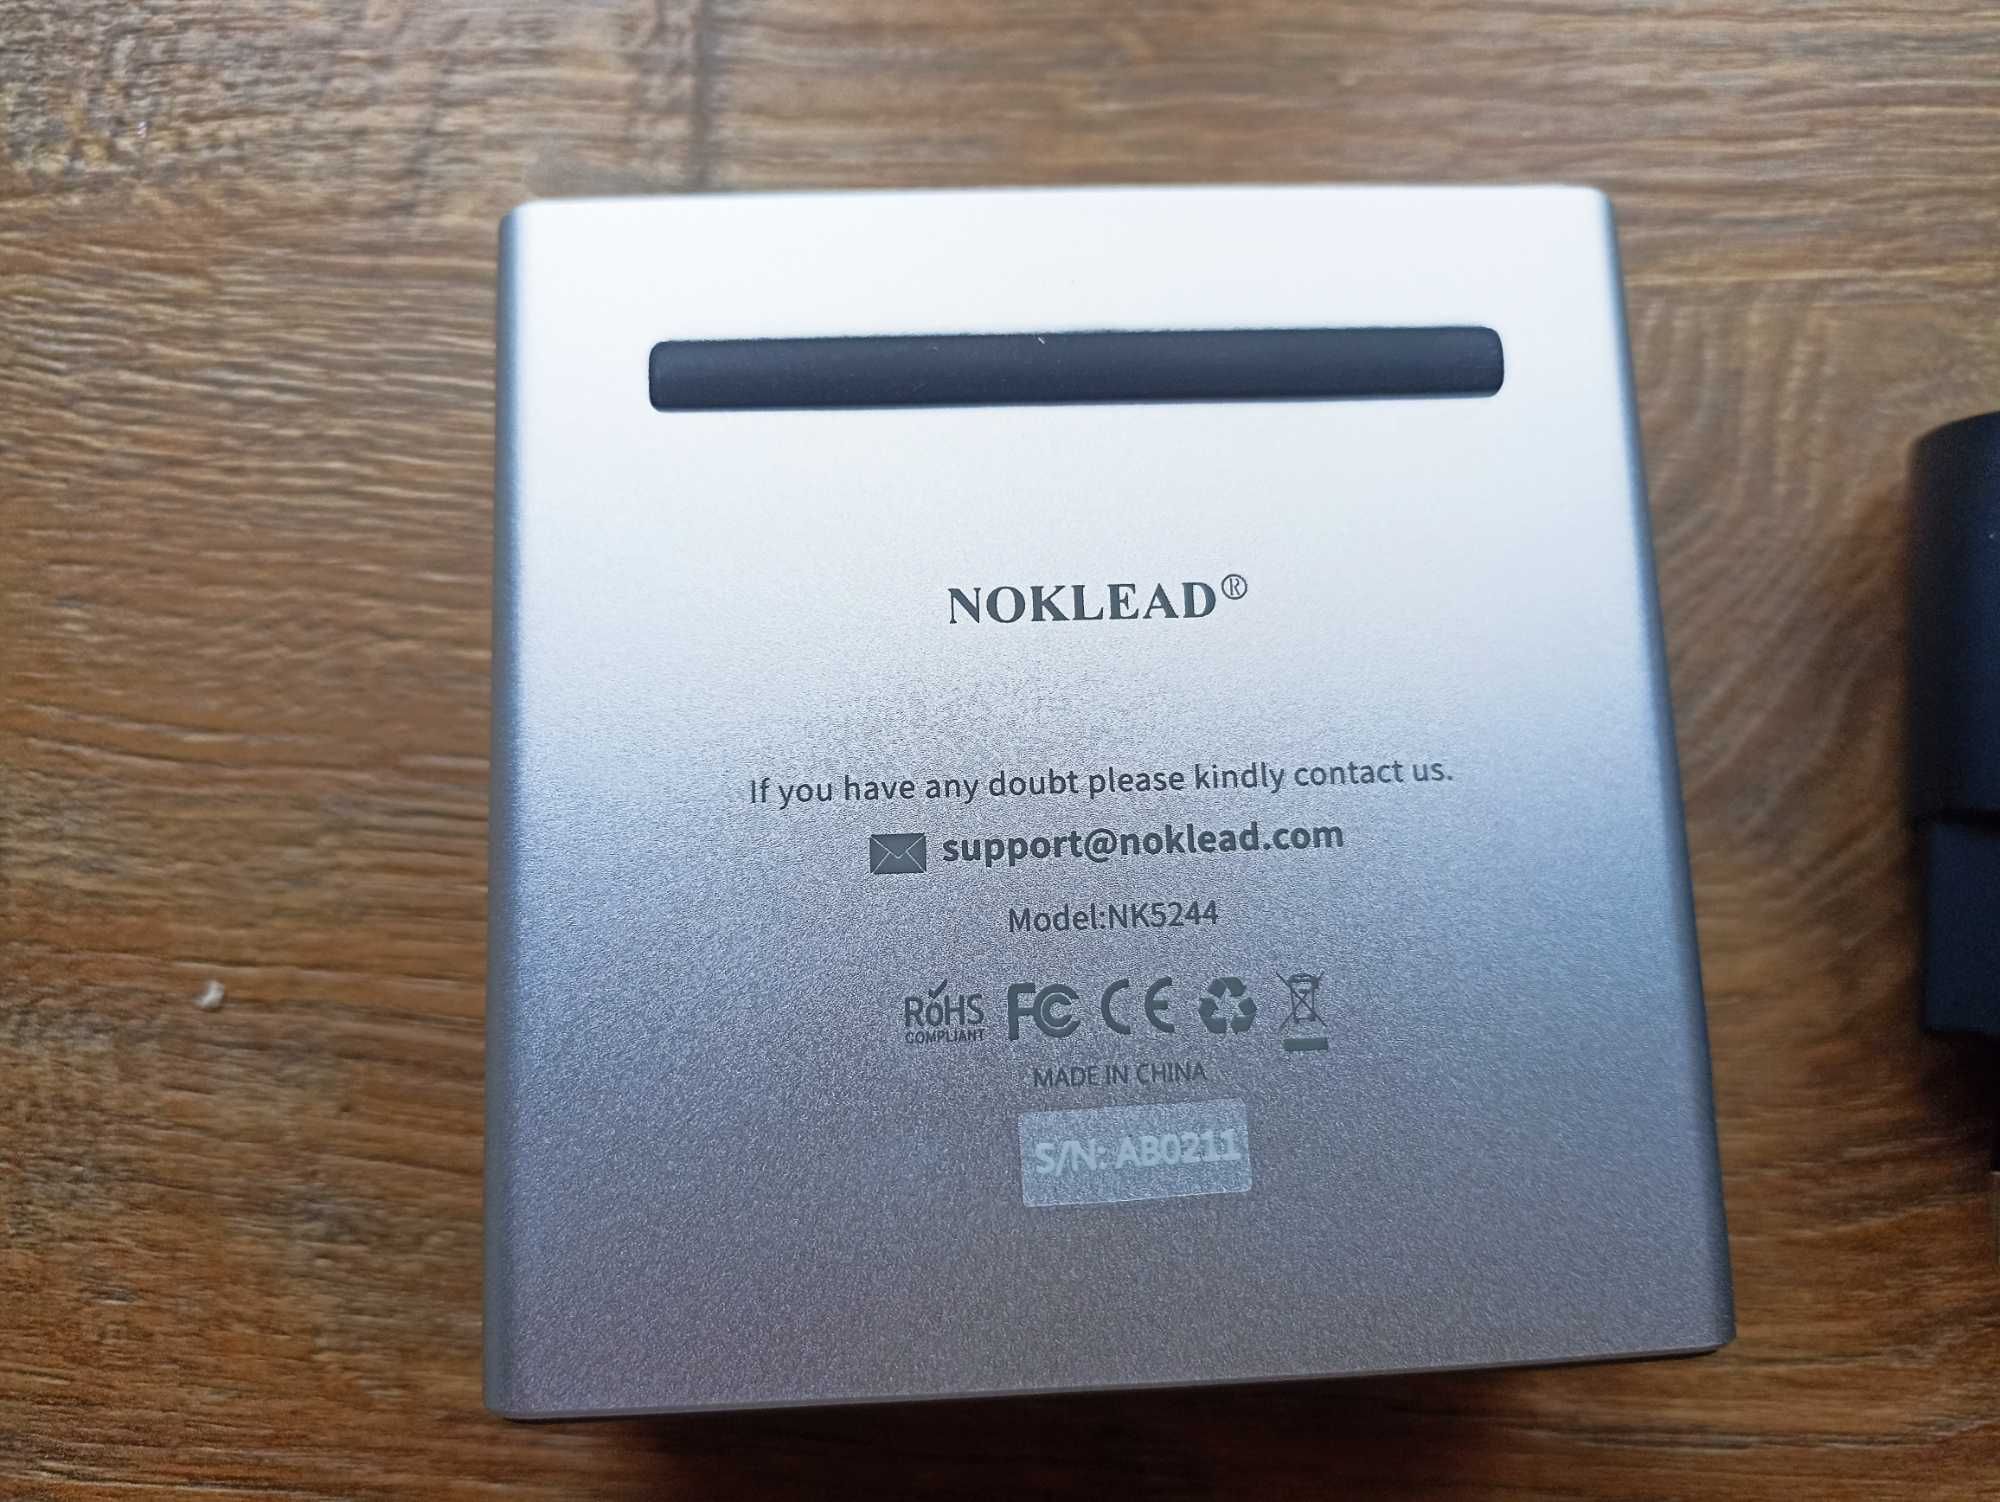 NOKLEAD®
If you have any doubt please kindly contact us.
support@noklead.com
Model:NK5244
RoHS FC CE
COMPLIANT
MADE IN CHINA
S/N: AB0211